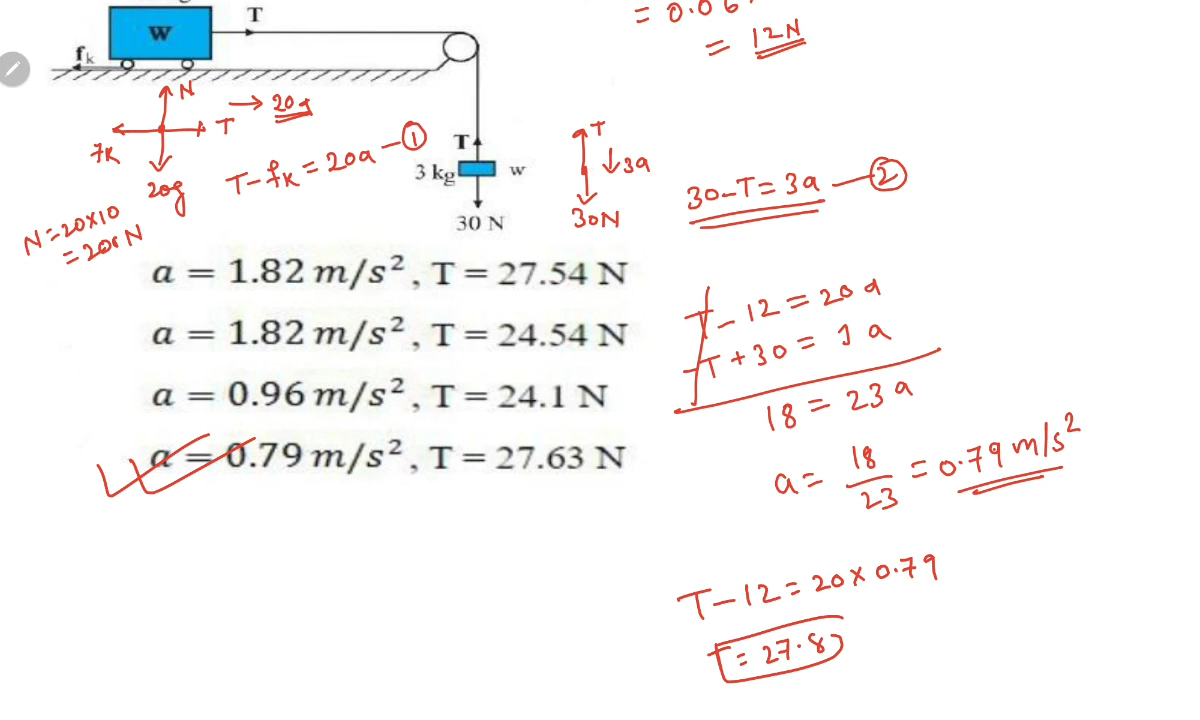 = 0.06
= 12N
T
W
fk
N
→ 20g
T
fK
20g
T - fK = 20a - ①
N = 20×10
= 200 N
T
3 kg
w
30 N
T
↓3a
30N
30-T = 3a - ②
a = 1.82 m/s², T = 27.54 N
a = 1.82 m/s², T = 24.54 N
a = 0.96 m/s², T = 24.1 N
a = 0.79 m/s², T = 27.63 N
T - 12 = 20a
-T + 30 = 3a
18 = 23a
a = 18/23 = 0.79 m/s²
T - 12 = 20 × 0.79
T = 27.8